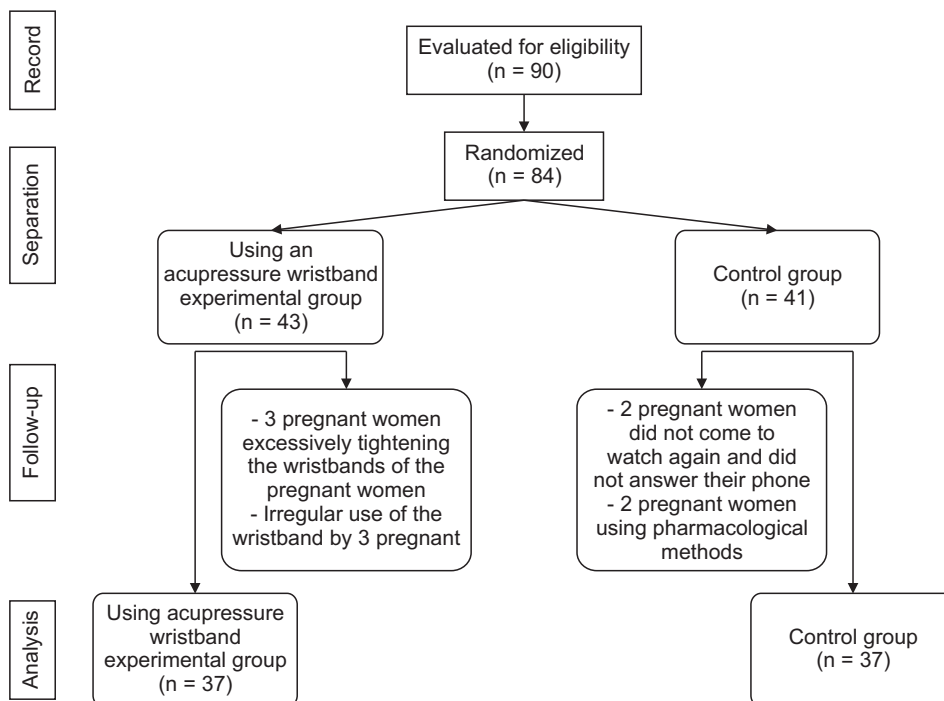 Record
Evaluated for eligibility
(n = 90)
Separation
Randomized
(n = 84)
Using an
acupressure wristband
experimental group
(n = 43)
Control group
(n = 41)
Follow-up
- 3 pregnant women
excessively tightening
the wristbands of the
pregnant women
- Irregular use of the
wristband by 3 pregnant
- 2 pregnant women
did not come to
watch again and did
not answer their phone
- 2 pregnant women
using pharmacological
methods
Analysis
Using acupressure
wristband
experimental group
(n = 37)
Control group
(n = 37)